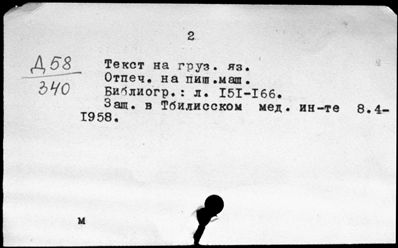 2
Д58
340
Текст на груз. яз.
Отпеч. на пиш.маш.
Библиогр.: л. 151-166.
Защ. в Тбилисском мед. ин-те 8.4-
1958.
м